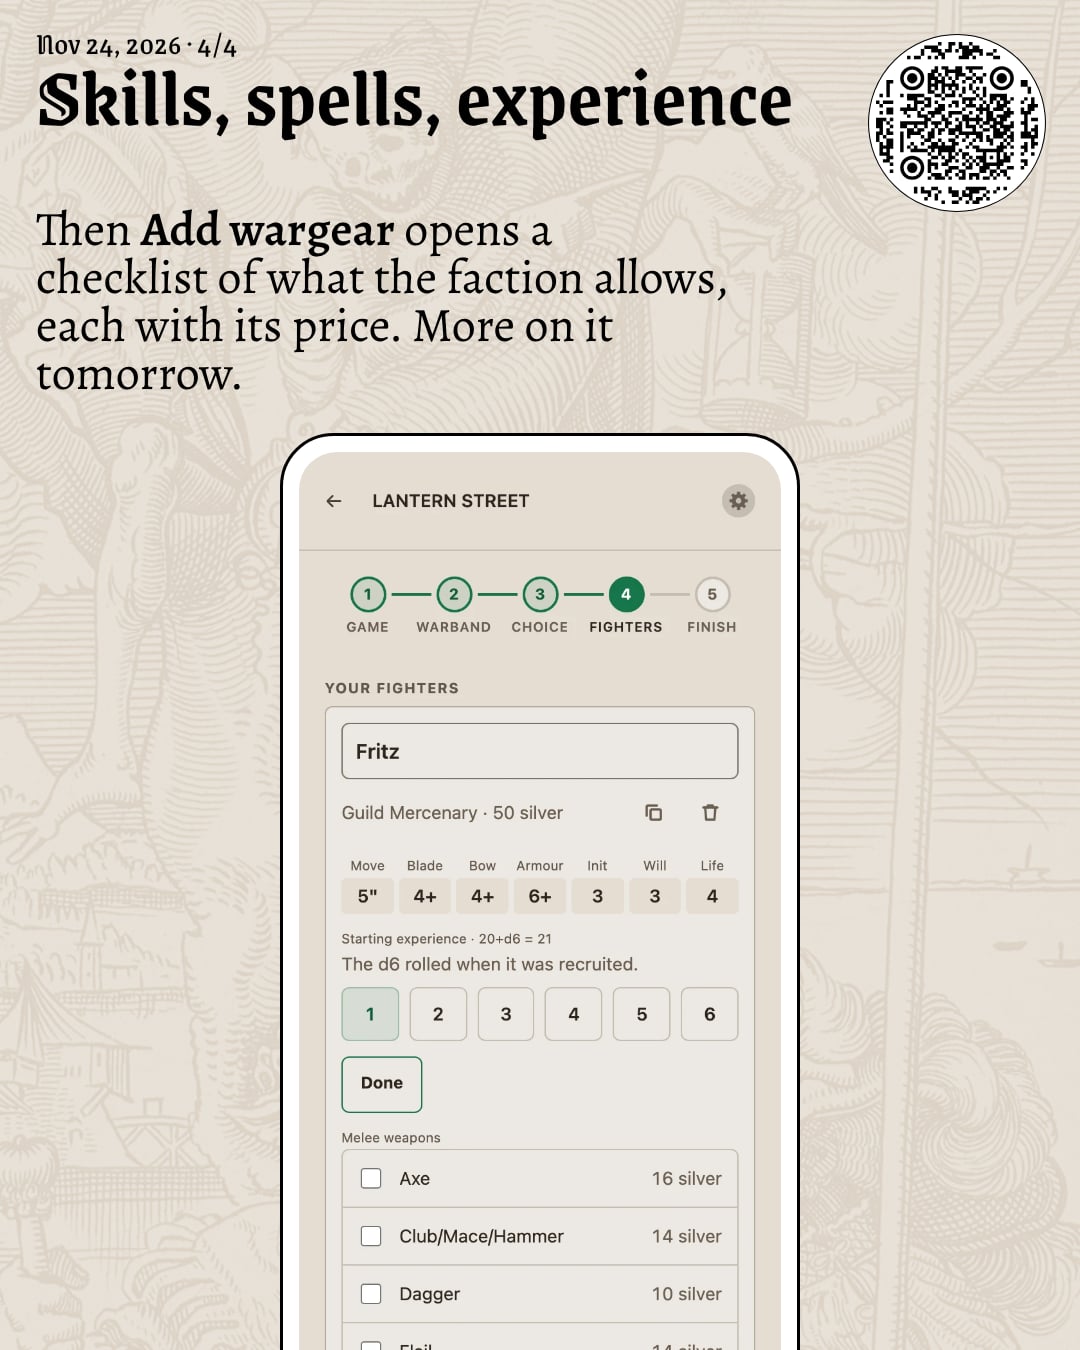 Nov 24, 2026 · 4/4
Skills, spells, experience
Then Add wargear opens a
checklist of what the faction allows,
each with its price. More on it
tomorrow.
LANTERN STREET
1 2 3 4 5
GAME WARBAND CHOICE FIGHTERS FINISH
YOUR FIGHTERS
Fritz
Guild Mercenary · 50 silver
Move Blade Bow Armour Init Will Life
5" 4+ 4+ 6+ 3 3 4
Starting experience · 20+d6 = 21
The d6 rolled when it was recruited.
1 2 3 4 5 6
Done
Melee weapons
Axe 16 silver
Club/Mace/Hammer 14 silver
Dagger 10 silver